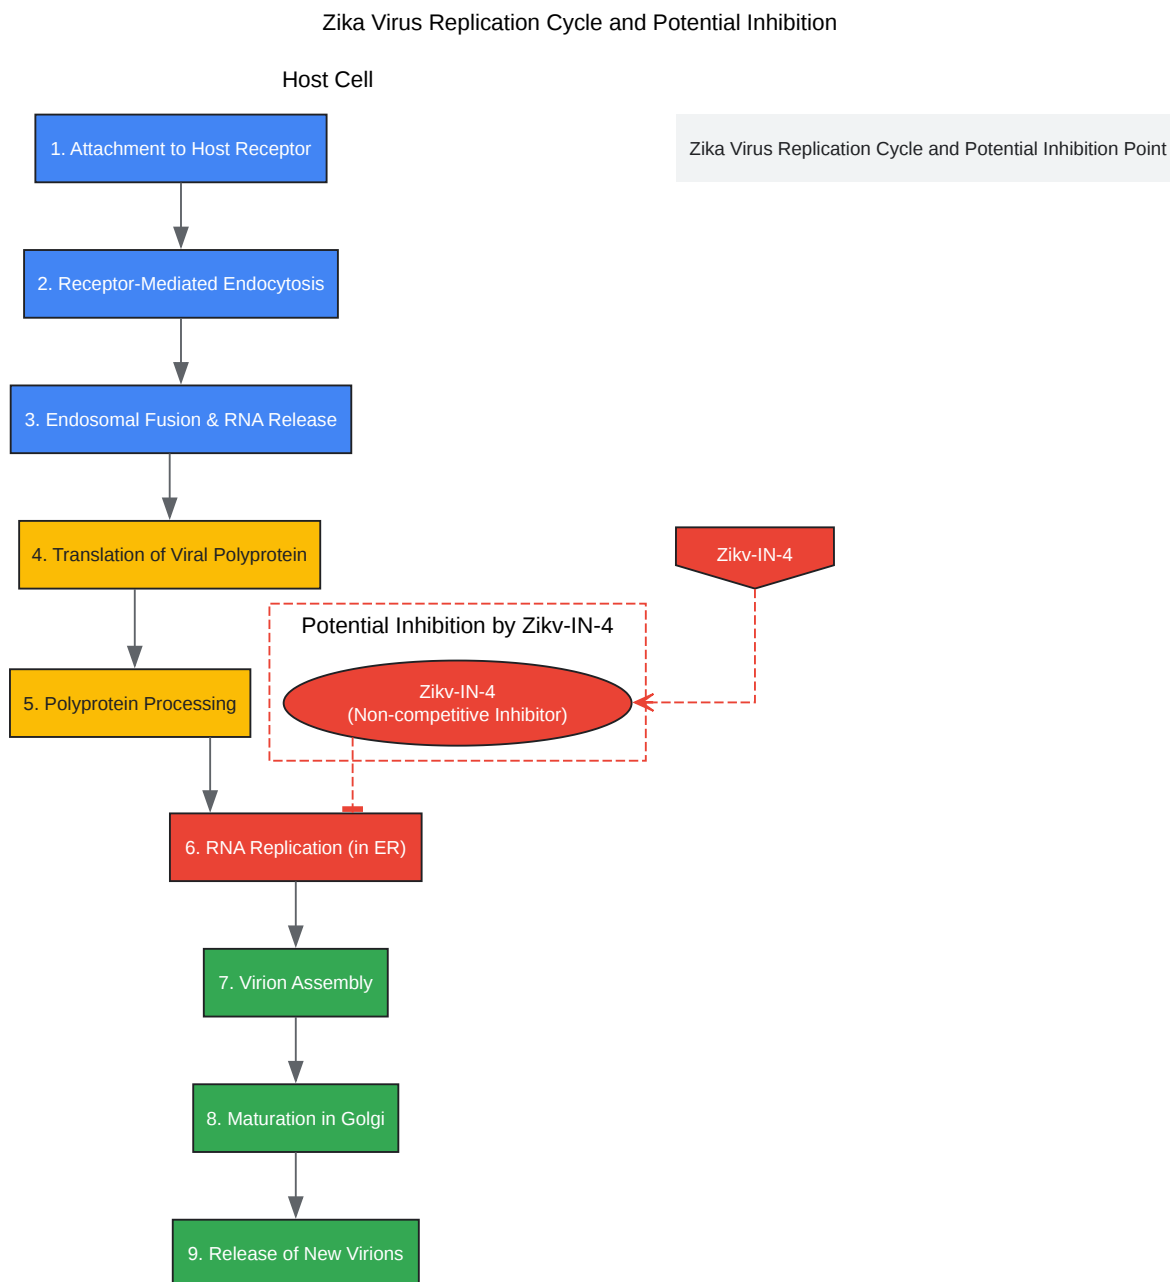 Zika Virus Replication Cycle and Potential Inhibition
Host Cell
1. Attachment to Host Receptor
Zika Virus Replication Cycle and Potential Inhibition Point
2. Receptor-Mediated Endocytosis
3. Endosomal Fusion & RNA Release
4. Translation of Viral Polyprotein
Zikv-IN-4
Potential Inhibition by Zikv-IN-4
5. Polyprotein Processing
Zikv-IN-4
(Non-competitive Inhibitor)
6. RNA Replication (in ER)
7. Virion Assembly
8. Maturation in Golgi
9. Release of New Virions